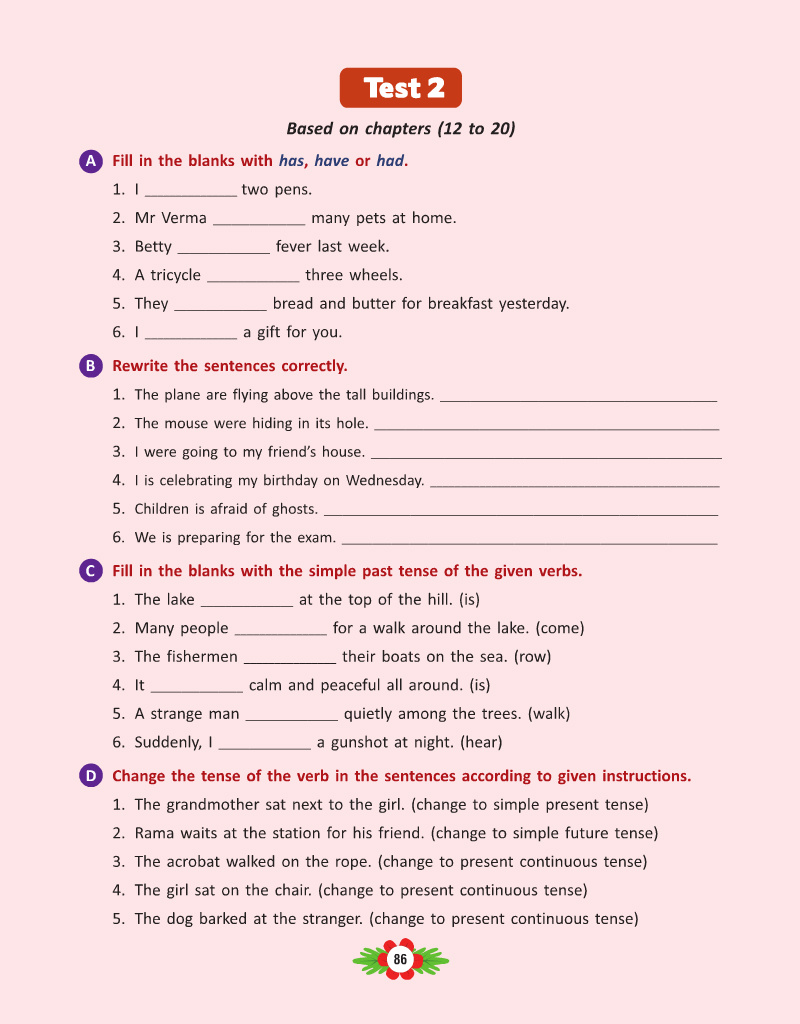 Test 2
Based on chapters (12 to 20)
A Fill in the blanks with has, have or had.
1. I ___________ two pens.
2. Mr Verma ___________ many pets at home.
3. Betty ___________ fever last week.
4. A tricycle ___________ three wheels.
5. They ___________ bread and butter for breakfast yesterday.
6. I ___________ a gift for you.
B Rewrite the sentences correctly.
1. The plane are flying above the tall buildings. ___________
2. The mouse were hiding in its hole. ___________
3. I were going to my friend's house. ___________
4. I is celebrating my birthday on Wednesday. ___________
5. Children is afraid of ghosts. ___________
6. We is preparing for the exam. ___________
C Fill in the blanks with the simple past tense of the given verbs.
1. The lake ___________ at the top of the hill. (is)
2. Many people ___________ for a walk around the lake. (come)
3. The fishermen ___________ their boats on the sea. (row)
4. It ___________ calm and peaceful all around. (is)
5. A strange man ___________ quietly among the trees. (walk)
6. Suddenly, I ___________ a gunshot at night. (hear)
D Change the tense of the verb in the sentences according to given instructions.
1. The grandmother sat next to the girl. (change to simple present tense)
2. Rama waits at the station for his friend. (change to simple future tense)
3. The acrobat walked on the rope. (change to present continuous tense)
4. The girl sat on the chair. (change to present continuous tense)
5. The dog barked at the stranger. (change to present continuous tense)
86